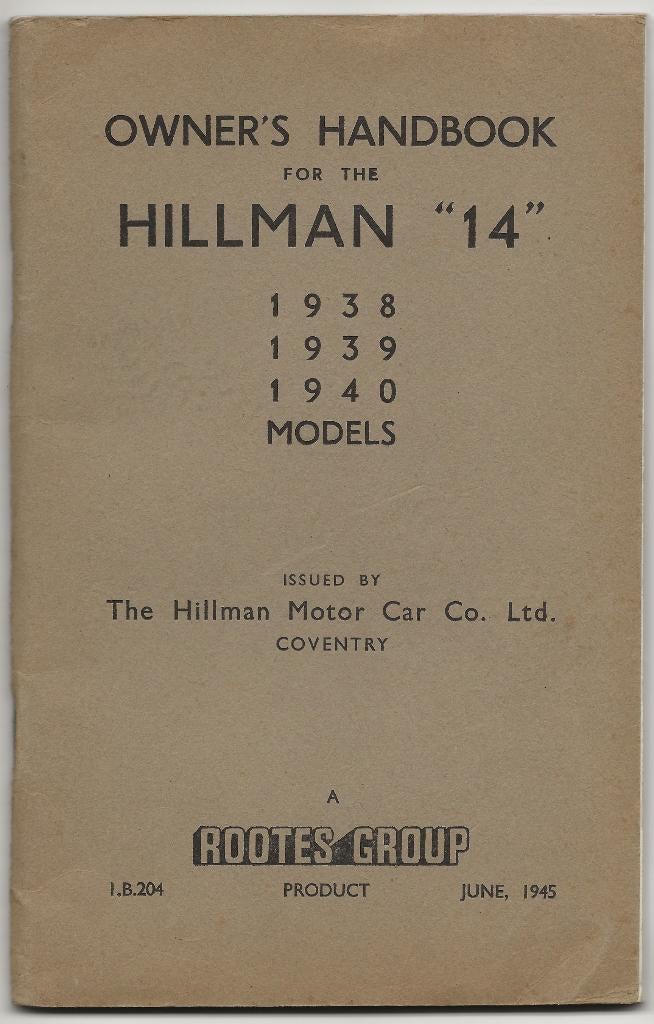 OWNER'S HANDBOOK
FOR THE
HILLMAN "14"
1938
1939
1940
MODELS
ISSUED BY
The Hillman Motor Car Co. Ltd.
COVENTRY
A
ROOTES GROUP
I.B.204 PRODUCT JUNE, 1945